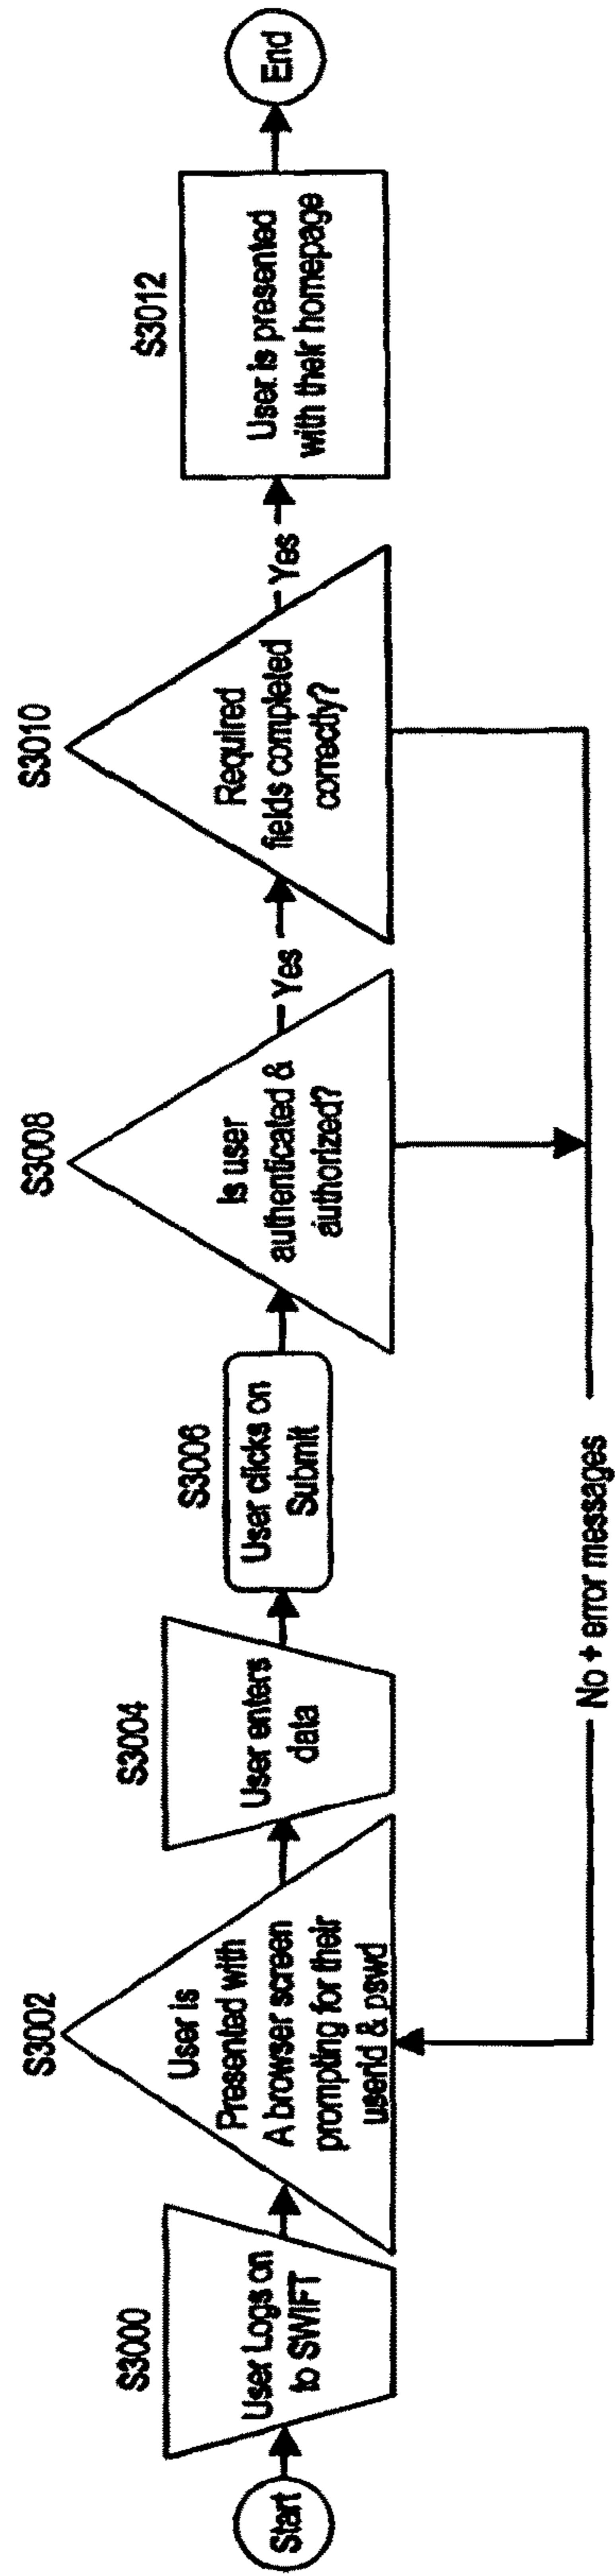 Start
S3000
User Logs on
to SWIFT
S3002
User is
Presented with
A browser screen
prompting for their
userid & pswd
S3004
User enters
data
S3006
User clicks on
Submit
S3008
Is user
authenticated &
authorized?
Yes
S3010
Required
fields completed
correctly?
Yes
S3012
User is presented
with their homepage
End
No + error messages